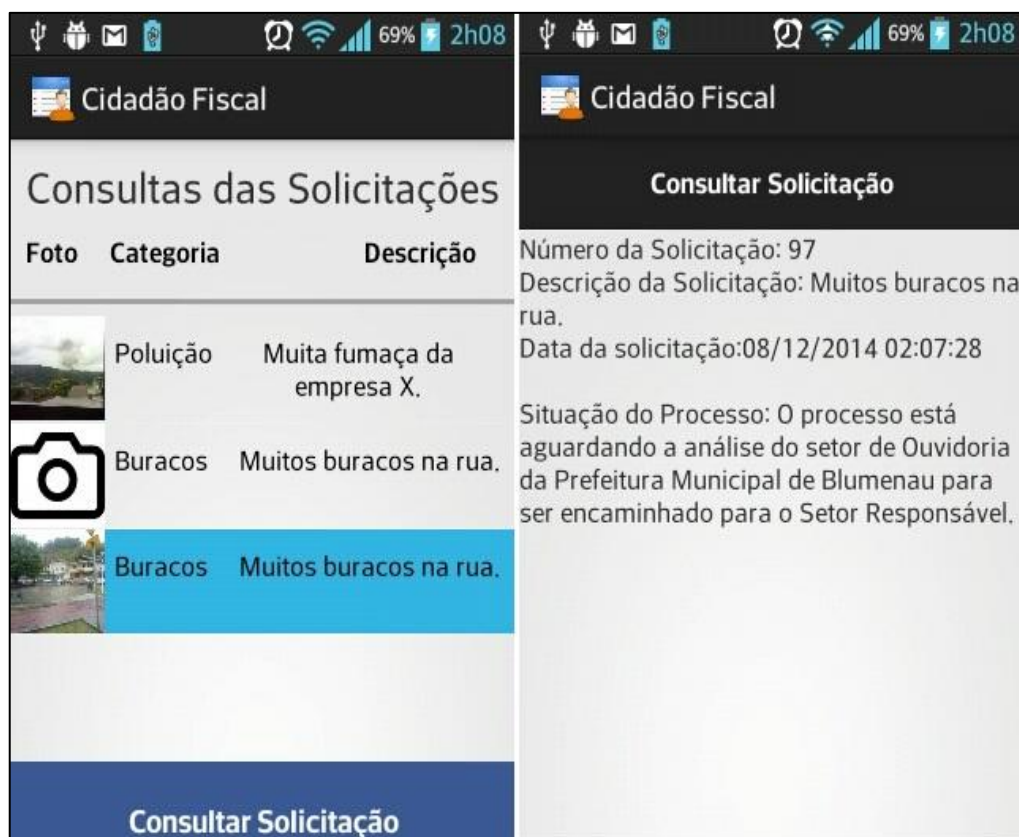 69% 2h08
Cidadão Fiscal
Consultas das Solicitações
Foto Categoria Descrição
Poluição Muita fumaça da
empresa X.
Buracos Muitos buracos na rua.
Buracos Muitos buracos na rua.
Consultar Solicitação
69% 2h08
Cidadão Fiscal
Consultar Solicitação
Número da Solicitação: 97
Descrição da Solicitação: Muitos buracos na
rua.
Data da solicitação:08/12/2014 02:07:28
Situação do Processo: O processo está
aguardando a análise do setor de Ouvidoria
da Prefeitura Municipal de Blumenau para
ser encaminhado para o Setor Responsável.